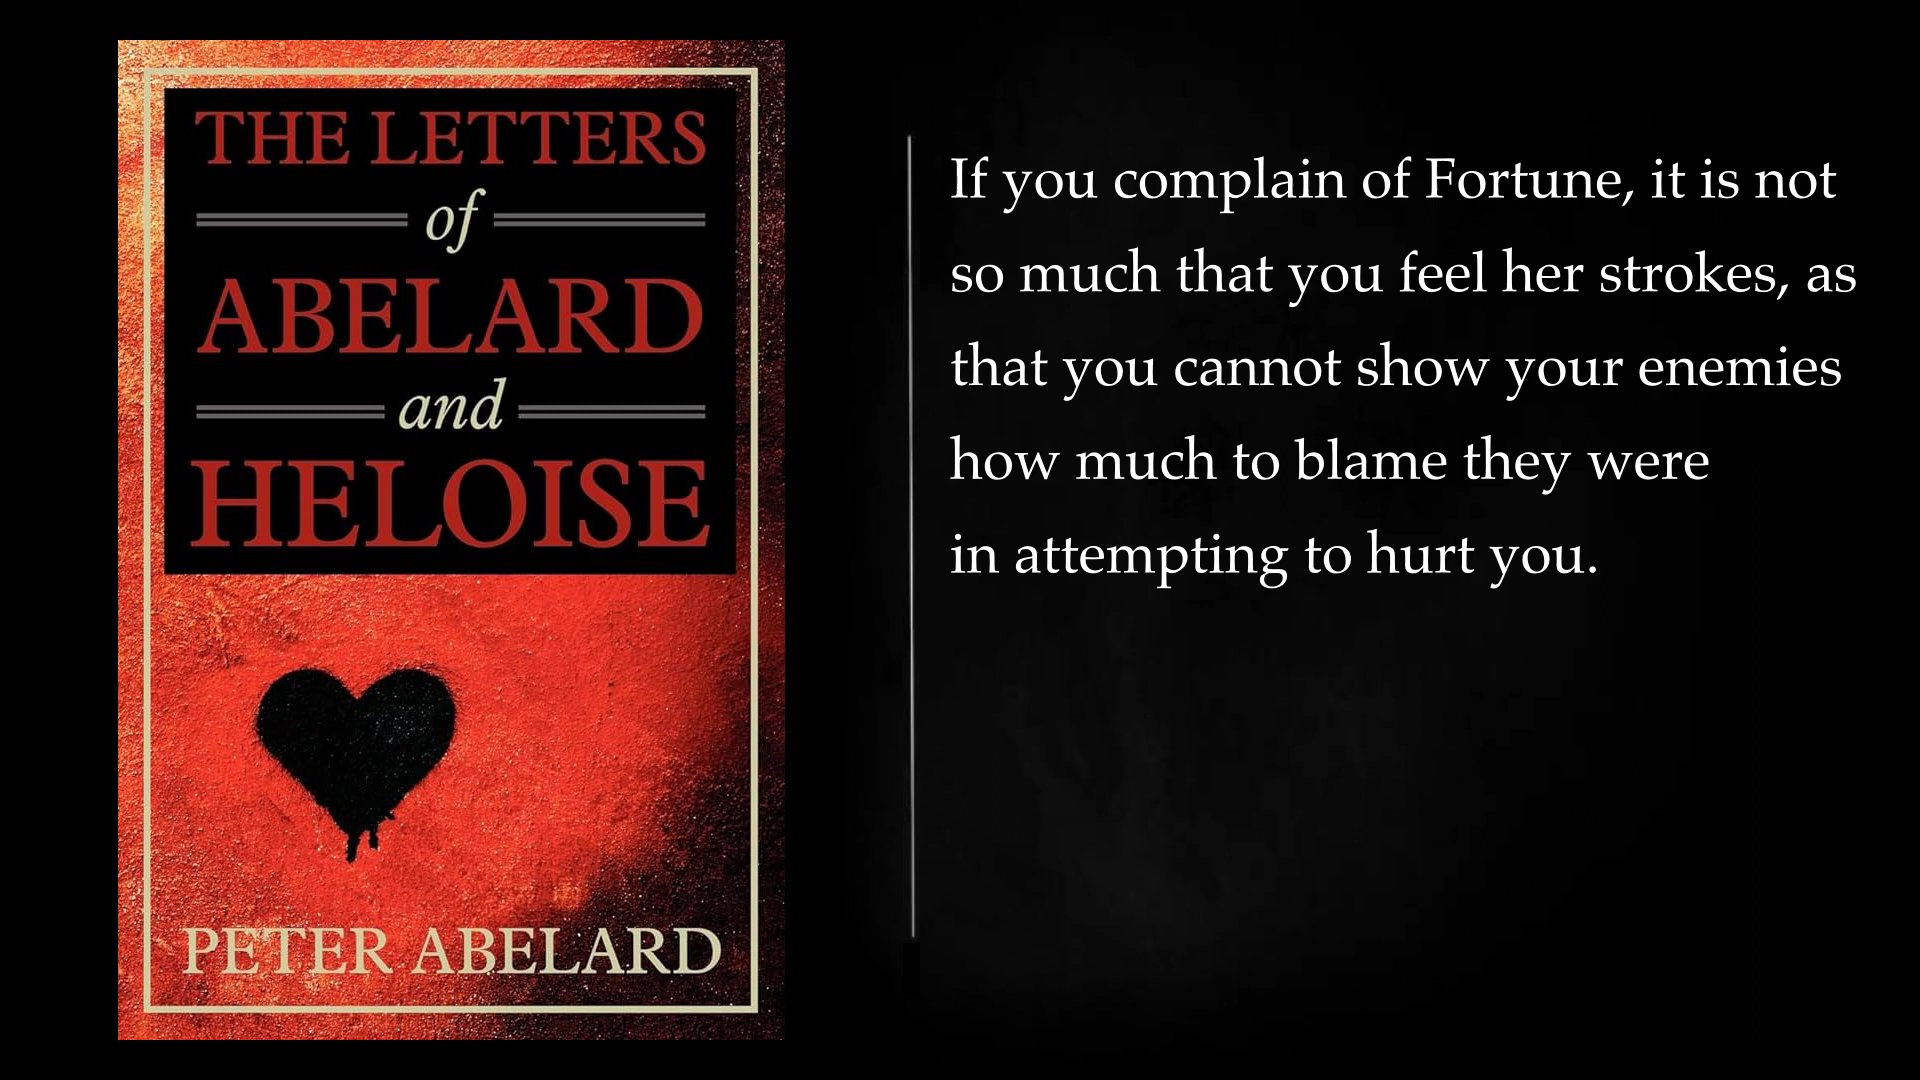 THE LETTERS
of
ABELARD
and
HELOISE
PETER ABELARD
If you complain of Fortune, it is not
so much that you feel her strokes, as
that you cannot show your enemies
how much to blame they were
in attempting to hurt you.